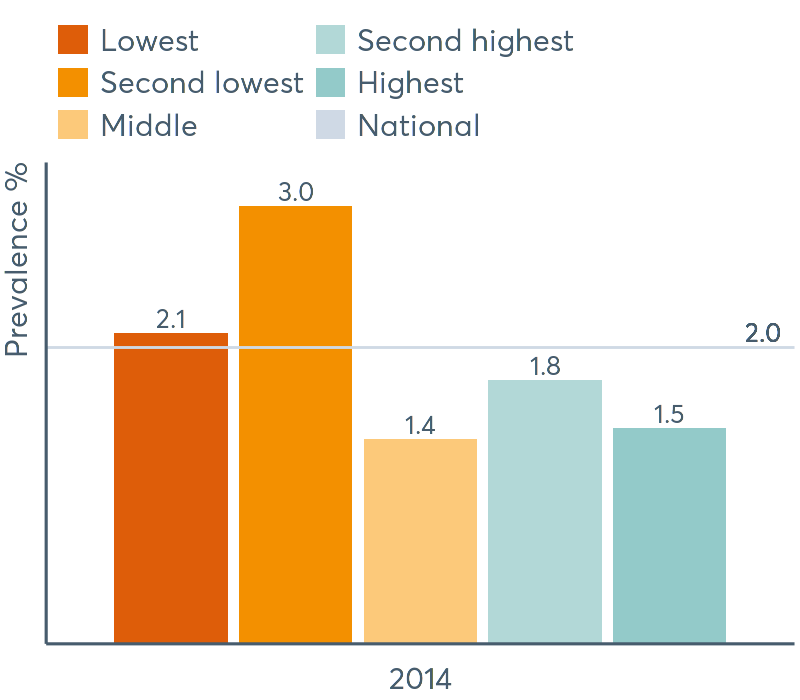 Lowest
Second lowest
Middle
Second highest
Highest
National
Prevalence %
3.0
2.1
2.0
1.8
1.4
1.5
2014